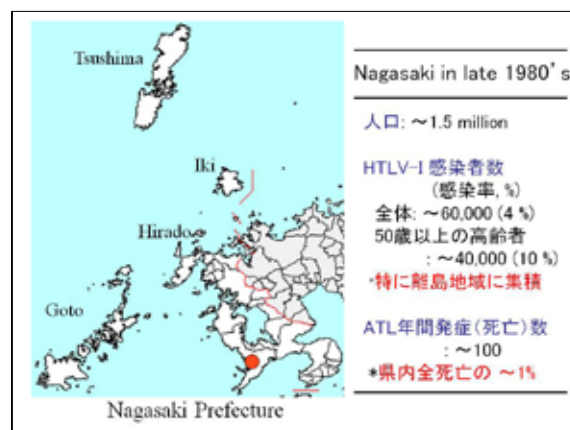 Tsushima
Iki
Hirado
Goto
Nagasaki Prefecture
Nagasaki in late 1980's
人口: ～1.5 million
HTLV-I 感染者数
(感染率, %)
全体: ～60,000 (4 %)
50歳以上の高齢者
: ～40,000 (10 %)
*特に離島地域に集積
ATL年間発症(死亡)数
: ～100
*県内全死亡の ～1%